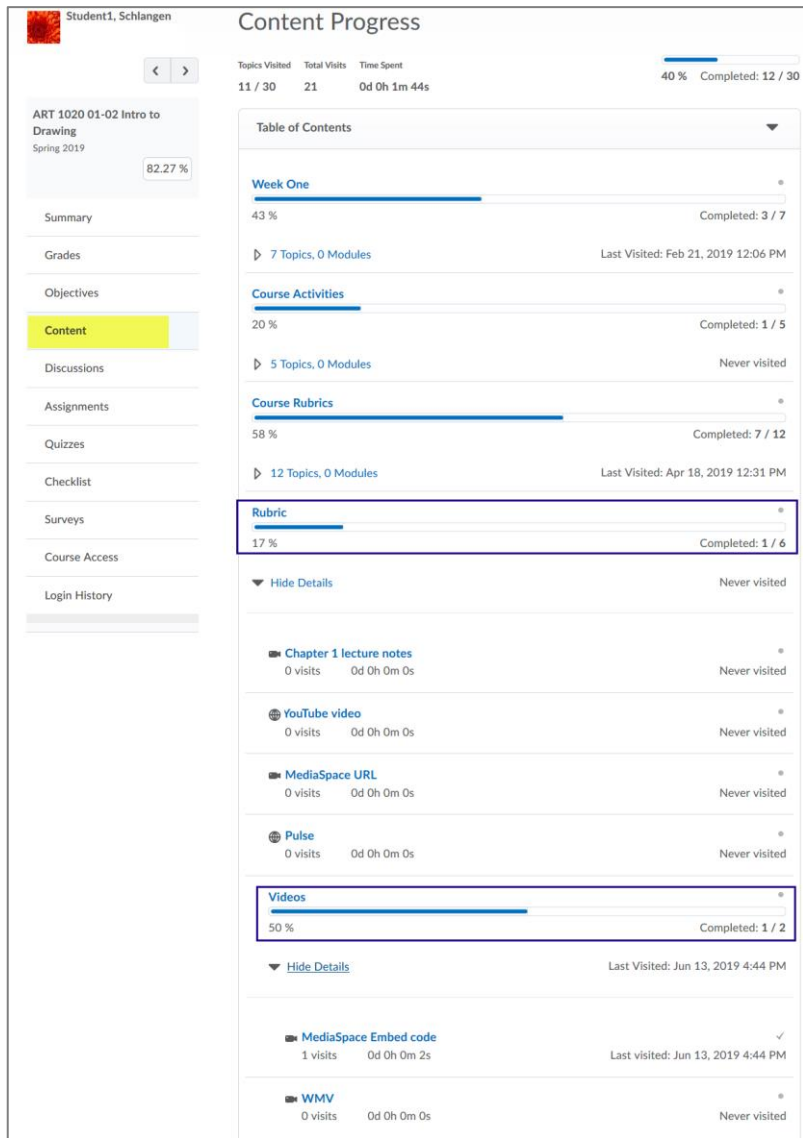 Student1, Schlangen
ART 1020 01-02 Intro to
Drawing
Spring 2019
82.27 %
Summary
Grades
Objectives
Content
Discussions
Assignments
Quizzes
Checklist
Surveys
Course Access
Login History
Content Progress
Topics Visited Total Visits Time Spent
11 / 30 21 0d 0h 1m 44s
40 % Completed: 12 / 30
Table of Contents
Week One
43 % Completed: 3 / 7
7 Topics, 0 Modules Last Visited: Feb 21, 2019 12:06 PM
Course Activities
20 % Completed: 1 / 5
5 Topics, 0 Modules Never visited
Course Rubrics
58 % Completed: 7 / 12
12 Topics, 0 Modules Last Visited: Apr 18, 2019 12:31 PM
Rubric
17 % Completed: 1 / 6
Hide Details Never visited
Chapter 1 lecture notes
0 visits 0d 0h 0m 0s Never visited
YouTube video
0 visits 0d 0h 0m 0s Never visited
MediaSpace URL
0 visits 0d 0h 0m 0s Never visited
Pulse
0 visits 0d 0h 0m 0s Never visited
Videos
50 % Completed: 1 / 2
Hide Details Last Visited: Jun 13, 2019 4:44 PM
MediaSpace Embed code
1 visits 0d 0h 0m 2s Last visited: Jun 13, 2019 4:44 PM
WMV
0 visits 0d 0h 0m 0s Never visited